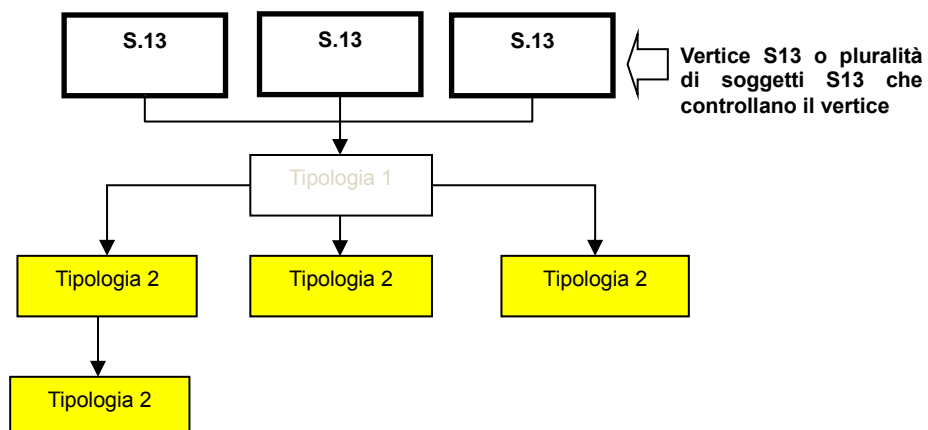 S.13
S.13
S.13
Vertice S13 o pluralità
di soggetti S13 che
controllano il vertice
Tipologia 1
Tipologia 2
Tipologia 2
Tipologia 2
Tipologia 2